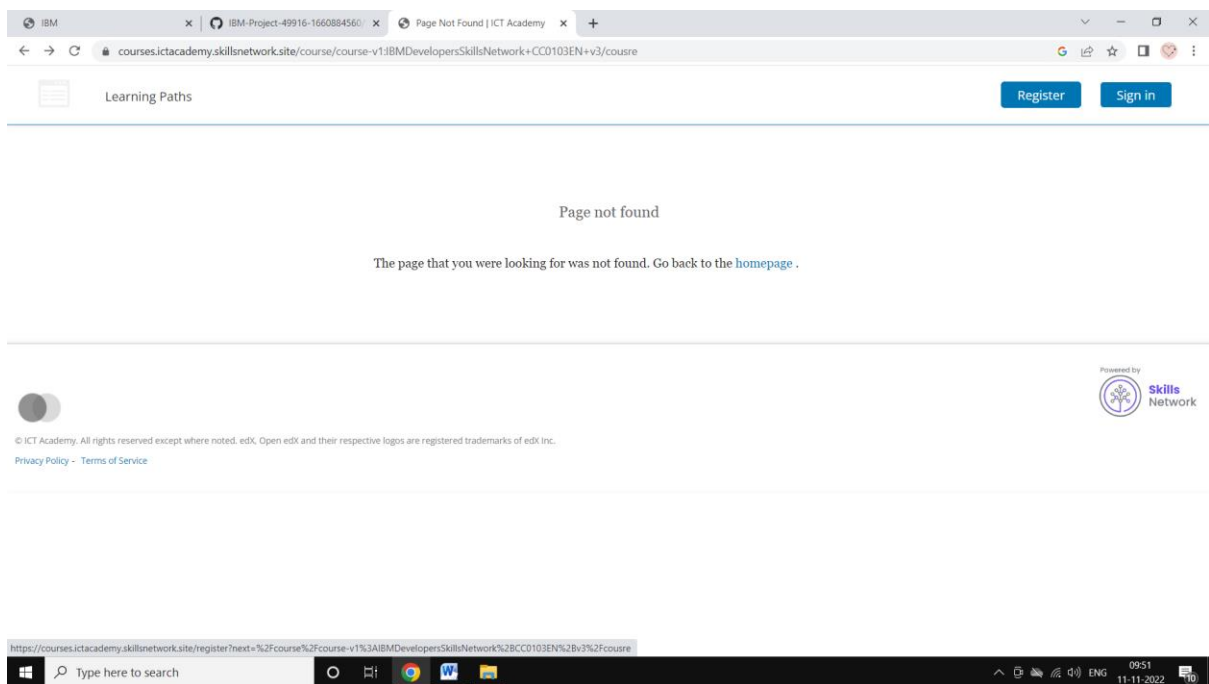 IBM
IBM-Project-49916-1660884560/
Page Not Found | ICT Academy
courses.ictacademy.skillsnetwork.site/course/course-v1:IBMDevelopersSkillsNetwork+CC0103EN+v3/cousre
G
Learning Paths
Register
Sign in
Page not found
The page that you were looking for was not found. Go back to the homepage .
Powered by
Skills
Network
© ICT Academy. All rights reserved except where noted. edX, Open edX and their respective logos are registered trademarks of edX Inc.
Privacy Policy - Terms of Service
https://courses.ictacademy.skillsnetwork.site/register?next=%2Fcourse%2Fcourse-v1%3AIBMDevelopersSkillsNetwork%2BCC0103EN%2Bv3%2Fcousre
Type here to search
W
ENG
09:51
11-11-2022
10